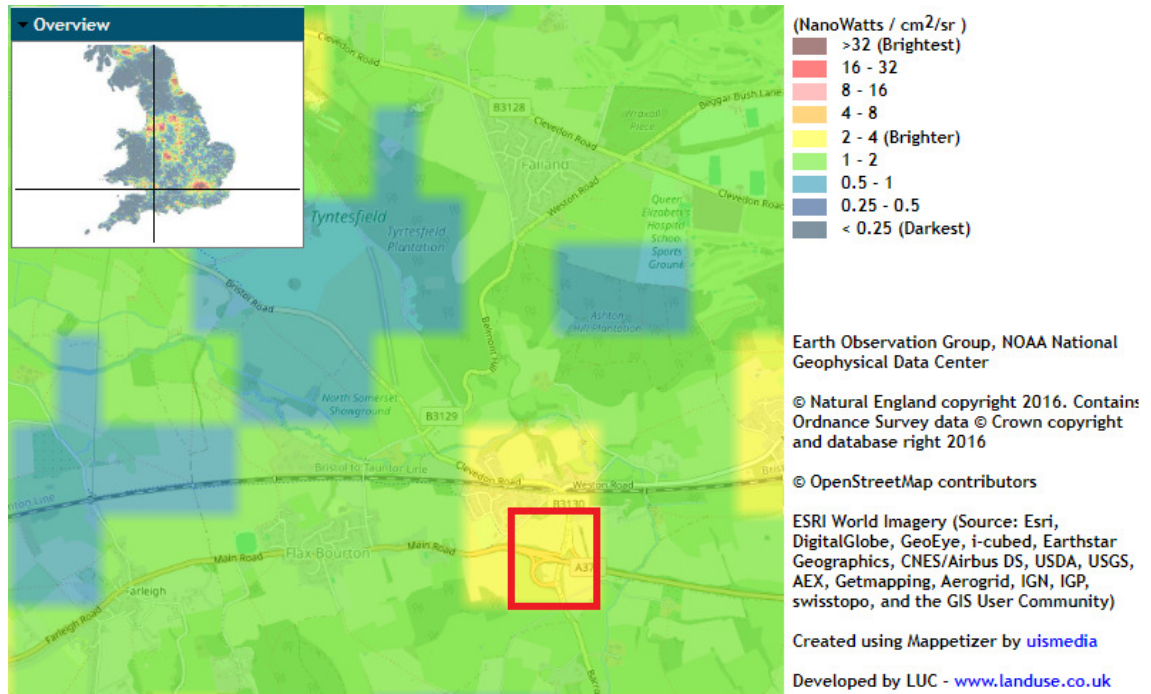 Overview
Clevedon Road
B3128
Beggar Bush Lane
Wraxall
Piece
Clevedon Road
Failand
Weston Road
Clevedon Road
Queen
Elizabeth's
Hospital
School
Sports
Ground
Tyntesfield
Tyntesfield
Plantation
Bristol Road
Belmont Hill
Ashton
Hill Plantation
North Somerset
Showground
B3129
Clevedon Road
Bristol to Taunton Line
Weston Road
B3130
Main Road
Flax Bourton
Main Road
Farleigh
Farleigh Road
(NanoWatts / cm2/sr )
>32 (Brightest)
16 - 32
8 - 16
4 - 8
2 - 4 (Brighter)
1 - 2
0.5 - 1
0.25 - 0.5
< 0.25 (Darkest)
Earth Observation Group, NOAA National
Geophysical Data Center
© Natural England copyright 2016. Contains
Ordnance Survey data © Crown copyright
and database right 2016
© OpenStreetMap contributors
ESRI World Imagery (Source: Esri,
DigitalGlobe, GeoEye, i-cubed, Earthstar
Geographics, CNES/Airbus DS, USDA, USGS,
AEX, Getmapping, Aerogrid, IGN, IGP,
swisstopo, and the GIS User Community)
Created using Mappetizer by uismedia
Developed by LUC - www.landuse.co.uk